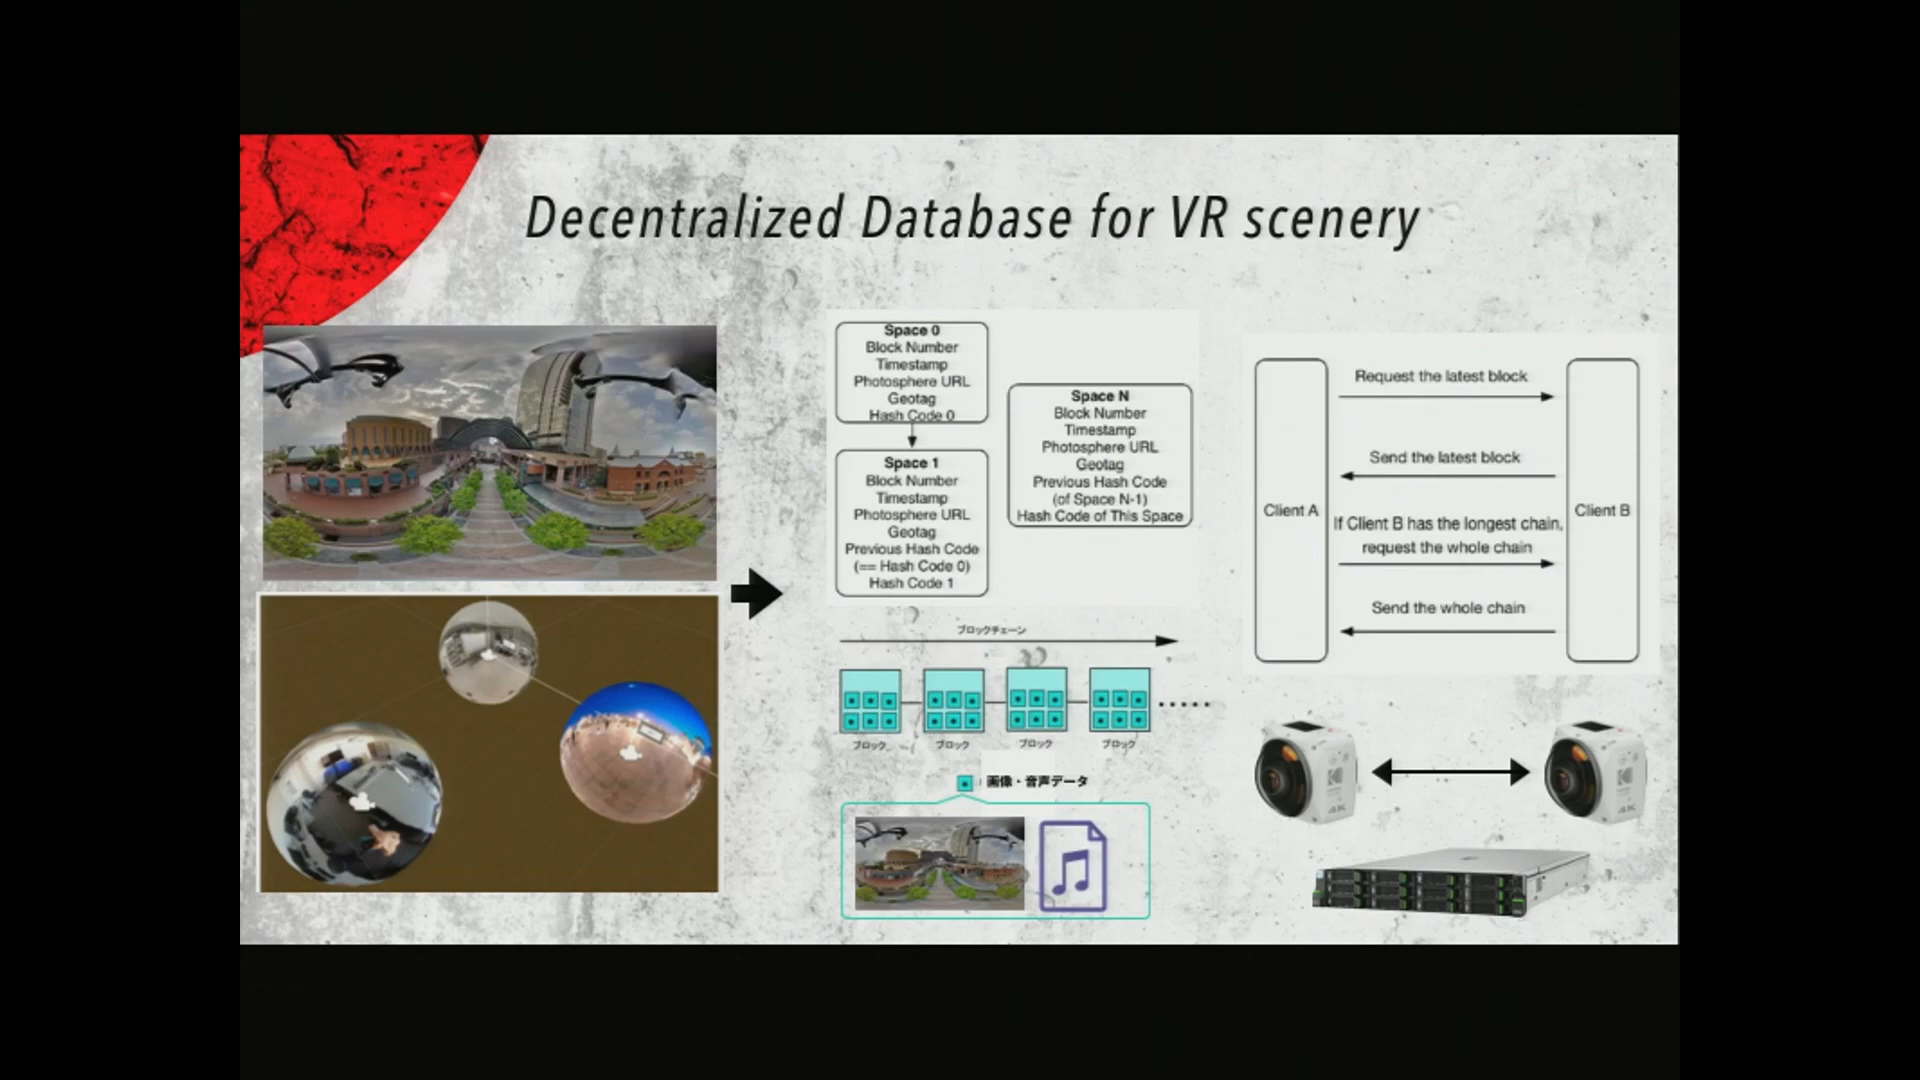 Decentralized Database for VR scenery
Space 0
Block Number
Timestamp
Photosphere URL
Geotag
Hash Code 0
Space 1
Block Number
Timestamp
Photosphere URL
Geotag
Previous Hash Code
(== Hash Code 0)
Hash Code 1
Space N
Block Number
Timestamp
Photosphere URL
Geotag
Previous Hash Code
(of Space N-1)
Hash Code of This Space
ブロックチェーン
ブロック
ブロック
ブロック
ブロック
：画像・音声データ
Client A
Request the latest block
Send the latest block
If Client B has the longest chain,
request the whole chain
Send the whole chain
Client B
4K
4K